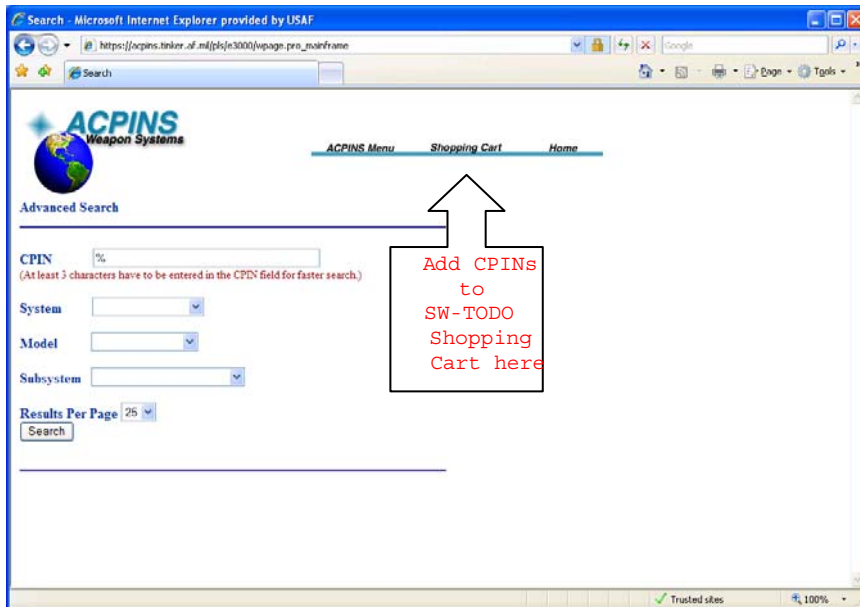 Search - Microsoft Internet Explorer provided by USAF
https://acpins.tinker.af.mil/pls/e3000/wpage.pro_mainframe
Google
Search
Page
Tools
ACPINS
Weapon Systems
ACPINS Menu
Shopping Cart
Home
Advanced Search
CPIN
%
(At least 3 characters have to be entered in the CPIN field for faster search.)
System
Model
Subsystem
Results Per Page
25
Search
Add CPINs
to
SW-TODO
Shopping
Cart here
Trusted sites
100%